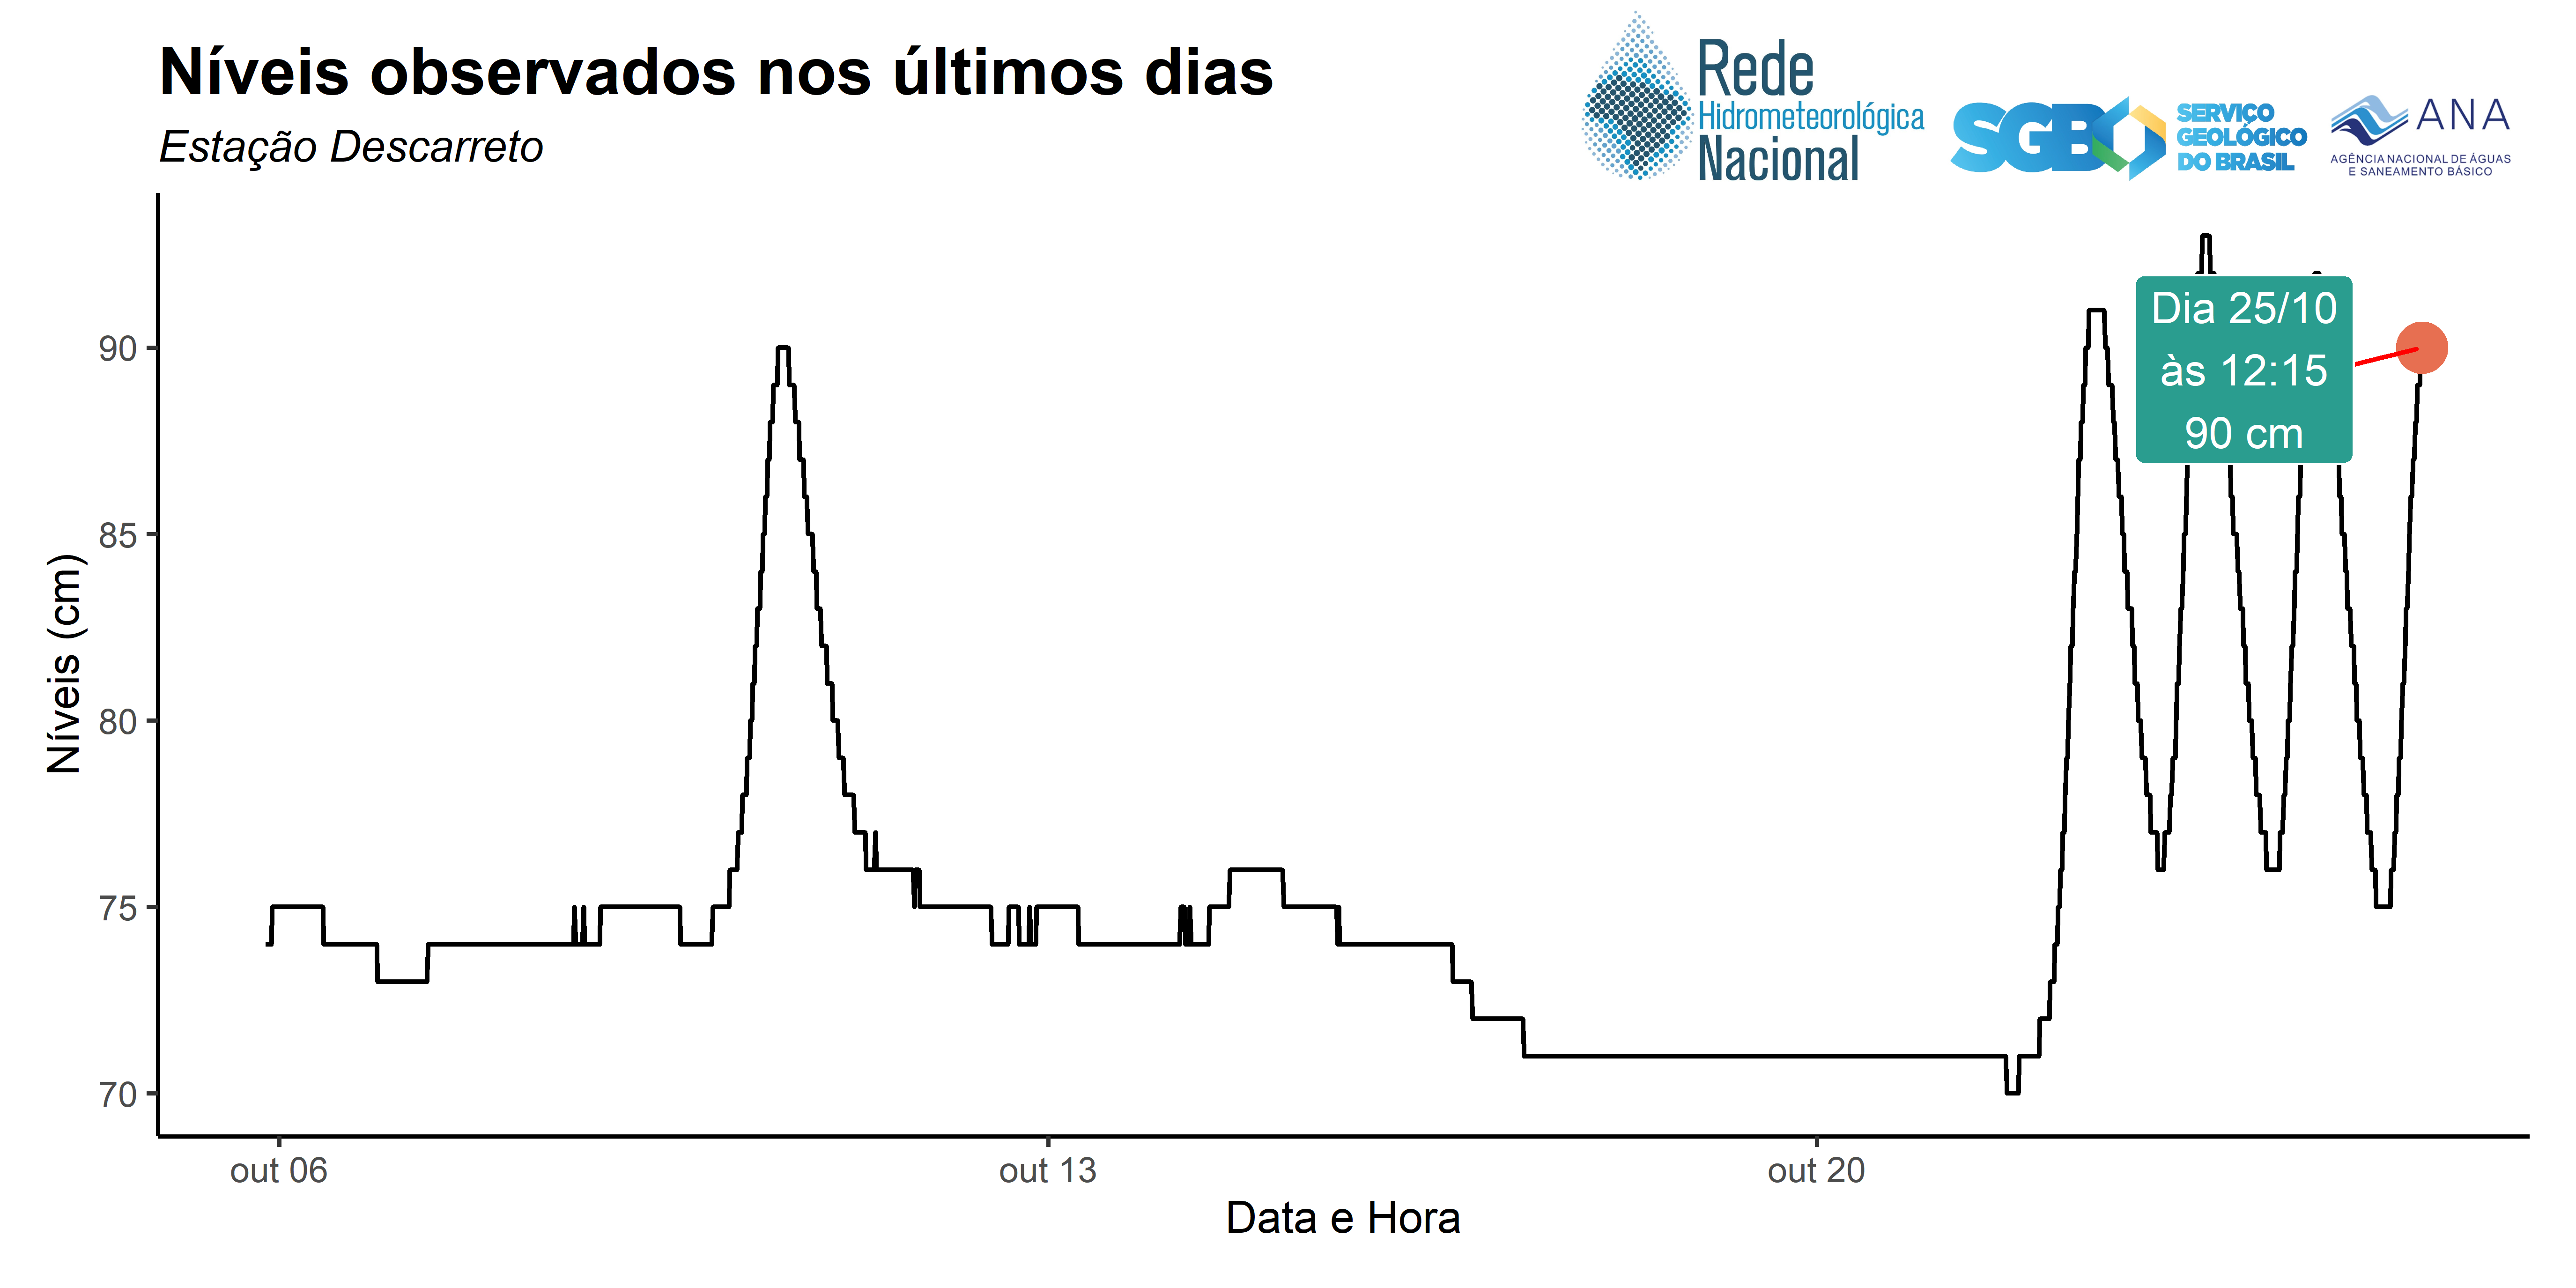 Níveis observados nos últimos dias
Estação Descarreto
Rede
Hidrometeorológica
Nacional
SGB
SERVIÇO
GEOLÓGICO
DO BRASIL
ANA
AGÊNCIA NACIONAL DE ÁGUAS
E SANEAMENTO BÁSICO
Níveis (cm)
90
85
80
75
70
Dia 25/10
às 12:15
90 cm
out 06
out 13
out 20
Data e Hora